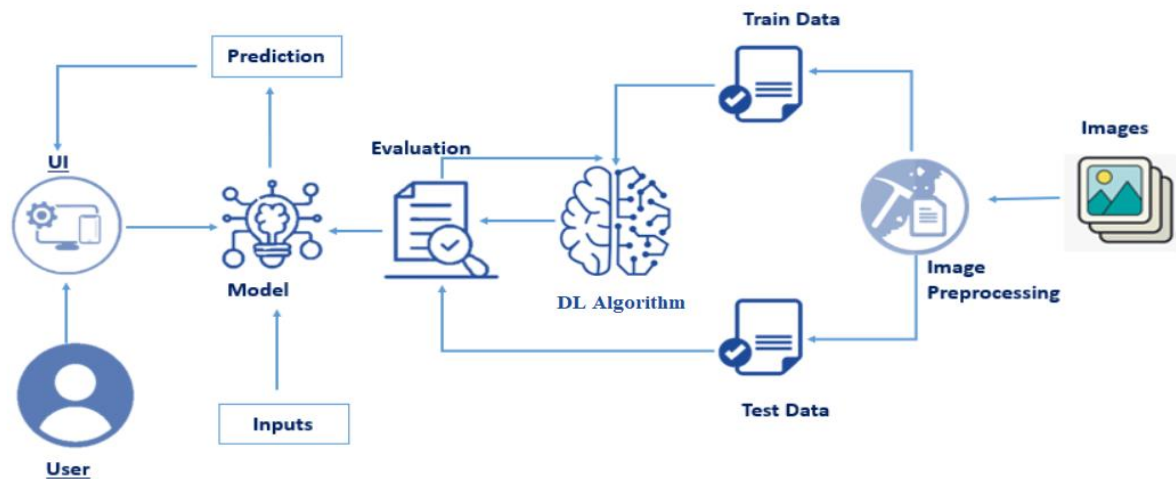 Train Data
Prediction
Images
Evaluation
UI
Image
Preprocessing
Model
DL Algorithm
Inputs
Test Data
User